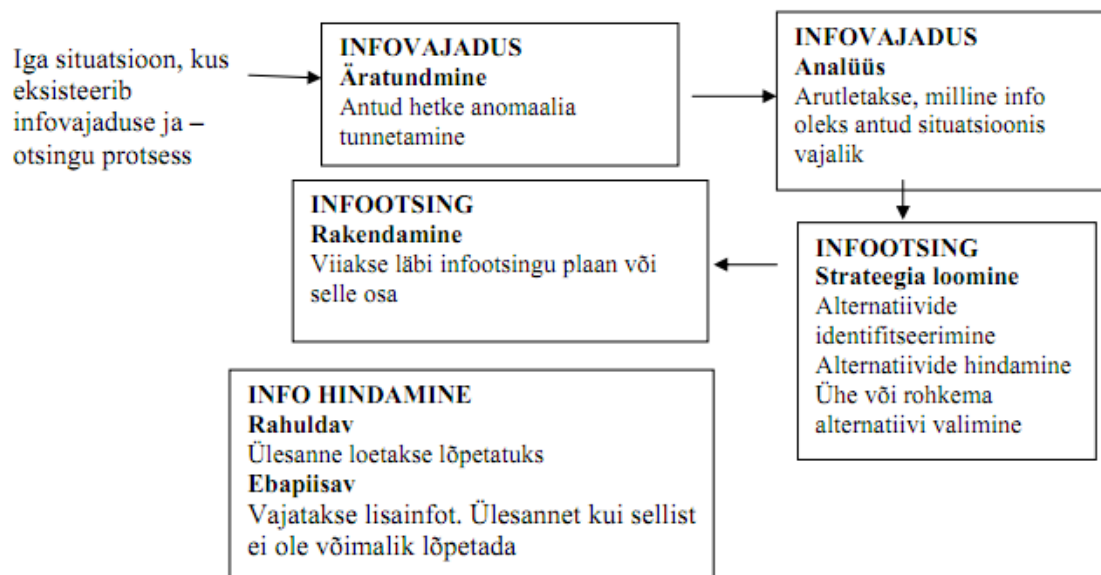 Iga situatsioon, kus
eksisteerib
infovajaduse ja –
otsingu protsess
INFOVAJADUS
Äratundmine
Antud hetke anomaalia
tunnetamine
INFOVAJADUS
Analüüs
Arutletakse, milline info
oleks antud situatsioonis
vajalik
INFOOTSING
Strateegia loomine
Alternatiivide
identifitseerimine
Alternatiivide hindamine
Ühe või rohkema
alternatiivi valimine
INFOOTSING
Rakendamine
Viiakse läbi infootsingu plaan või
selle osa
INFO HINDAMINE
Rahuldav
Ülesanne loetakse lõpetatuks
Ebapiisav
Vajatakse lisainfot. Ülesannet kui sellist
ei ole võimalik lõpetada